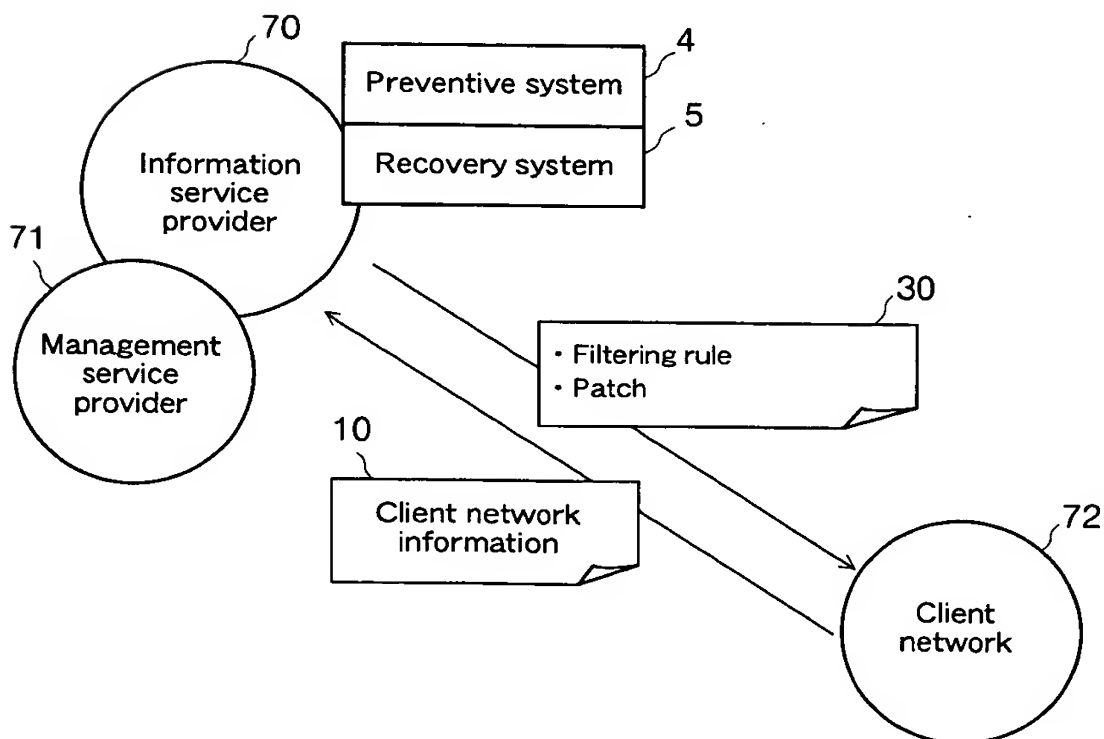 70
4
Preventive system
5
Recovery system
Information
service
provider
71
Management
service
provider
30
· Filtering rule
· Patch
10
Client network
information
72
Client
network